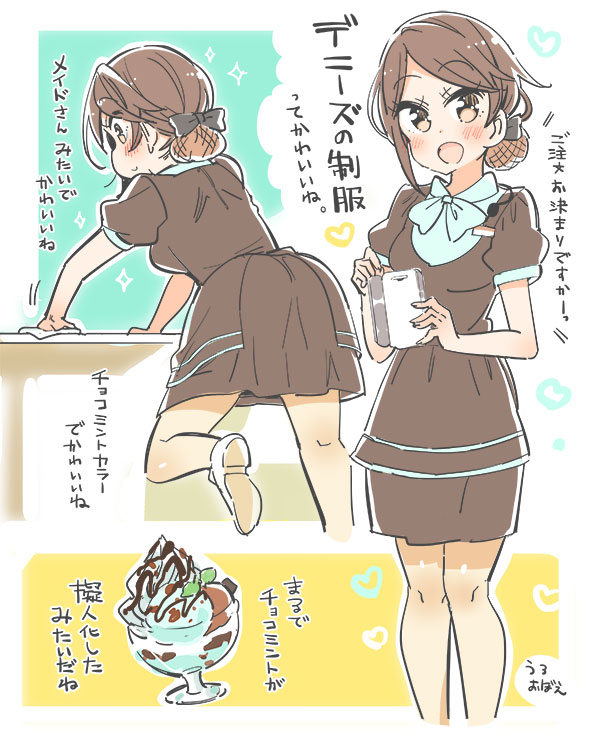 デニーズの制服
ってかわいいね。
メイドさん みたいで
かわいいね
ご注文お決まりですかーっ
チョコミントカラー
でかわいいね
まるで
チョコミントが
擬人化した
みたいだね
うろ
おぼえ